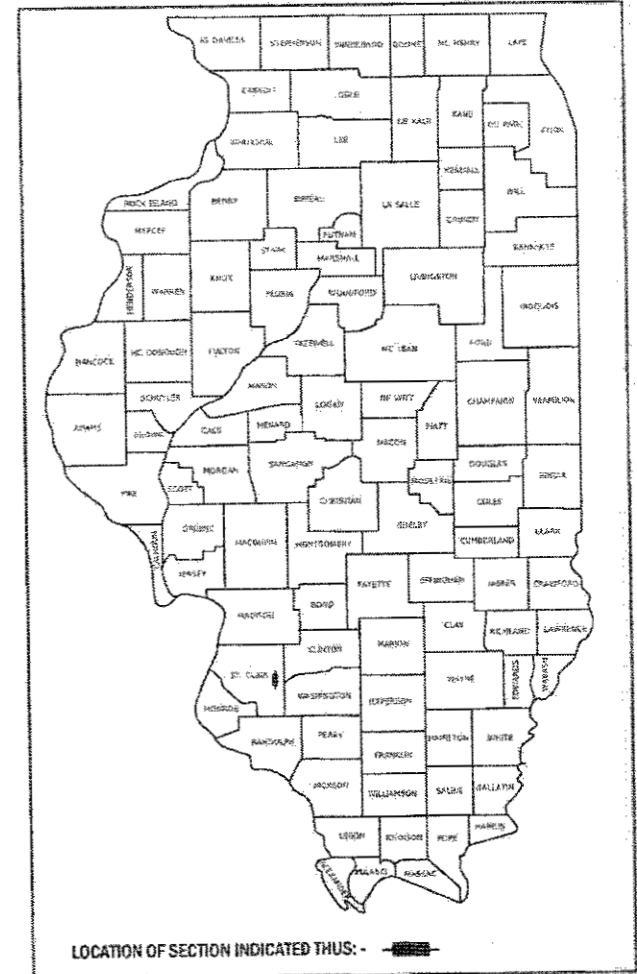 JO DAVIESS STEPHENSON WINNEBAGO BOONE MC HENRY LAKE
CARROLL OGLE
DE KALB KANE DU PAGE COOK
WHITESIDE LEE
KENDALL
WILL
ROCK ISLAND HENRY BUREAU LA SALLE GRUNDY
MERCER PUTNAM
STARK MARSHALL KANKAKEE
HENDERSON WARREN KNOX PEORIA WOODFORD LIVINGSTON
IROQUOIS
HANCOCK MC DONOUGH FULTON TAZEWELL MC LEAN FORD
MASON
SCHUYLER LOGAN DE WITT CHAMPAIGN VERMILION
ADAMS BROWN CASS MENARD PIATT
MACON
MORGAN SANGAMON DOUGLAS
PIKE SCOTT CHRISTIAN MOULTRIE EDGAR
COLES
GREENE MACOUPIN SHELBY
CALHOUN MONTGOMERY CUMBERLAND CLARK
JERSEY FAYETTE EFFINGHAM JASPER CRAWFORD
MADISON BOND
CLAY RICHLAND LAWRENCE
CLINTON MARION
ST. CLAIR WAYNE EDWARDS WABASH
WASHINGTON
MONROE JEFFERSON
RANDOLPH PERRY HAMILTON WHITE
FRANKLIN
JACKSON WILLIAMSON SALINE GALLATIN
UNION JOHNSON POPE HARDIN
ALEXANDER PULASKI MASSAC
LOCATION OF SECTION INDICATED THUS: -